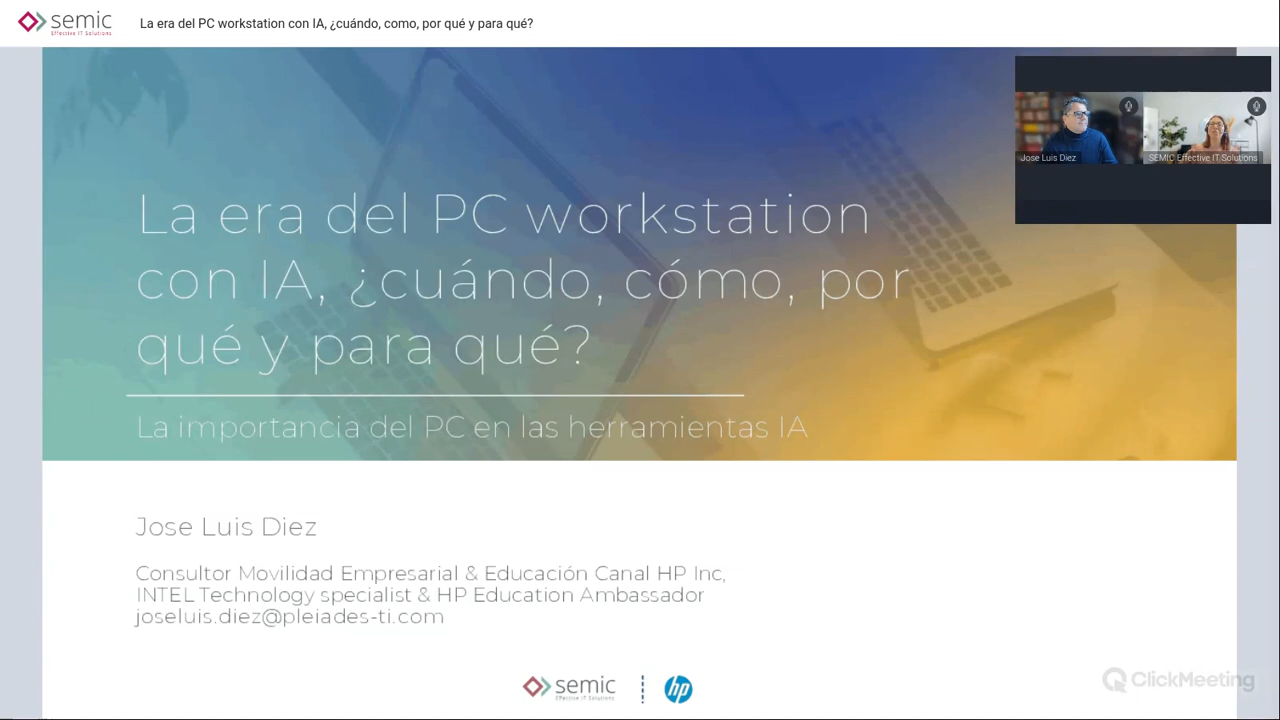 semic
Effective IT Solutions
La era del PC workstation con IA, ¿cuándo, como, por qué y para qué?
Jose Luis Diez
SEMIC Effective IT Solutions
La era del PC workstation
con IA, ¿cuándo, cómo, por
qué y para qué?
La importancia del PC en las herramientas IA
Jose Luis Diez
Consultor Movilidad Empresarial & Educación Canal HP Inc,
INTEL Technology specialist & HP Education Ambassador
joseluis.diez@pleiades-ti.com
semic
Effective IT Solutions
hp
ClickMeeting